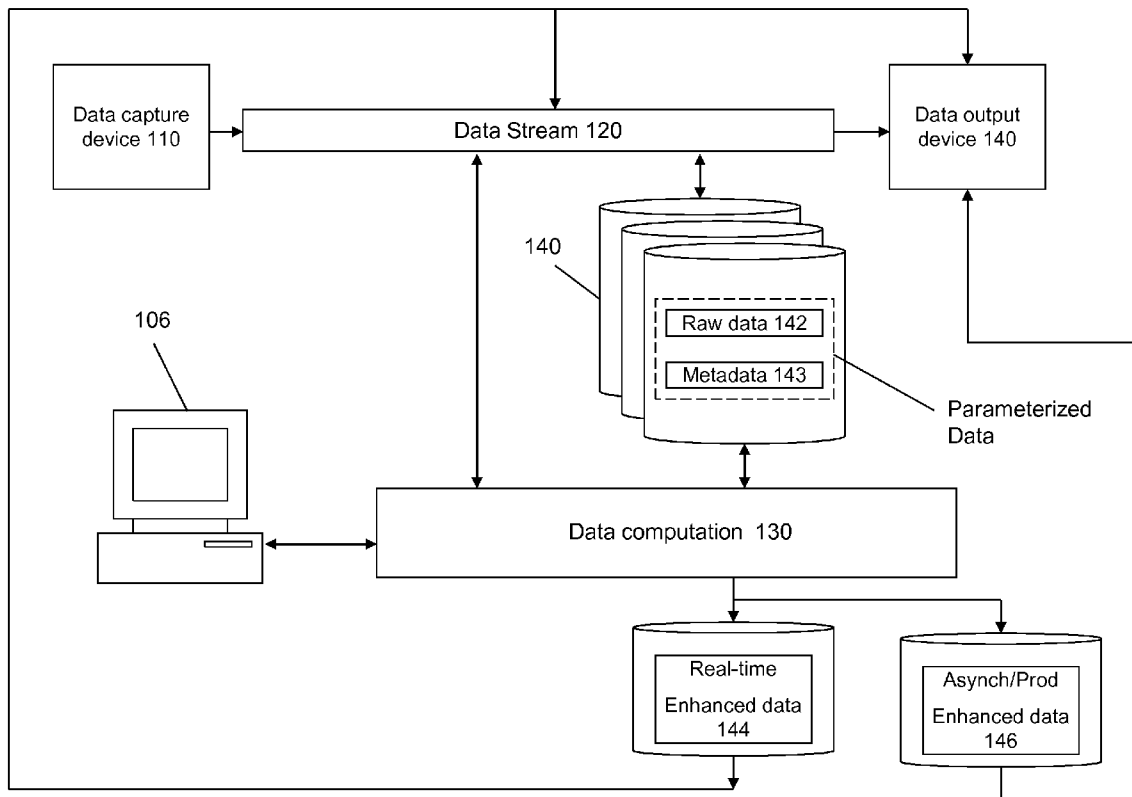 Data capture
device 110
Data Stream 120
Data output
device 140
140
Raw data 142
Metadata 143
Parameterized
Data
106
Data computation 130
Real-time
Enhanced data
144
Asynch/Prod
Enhanced data
146